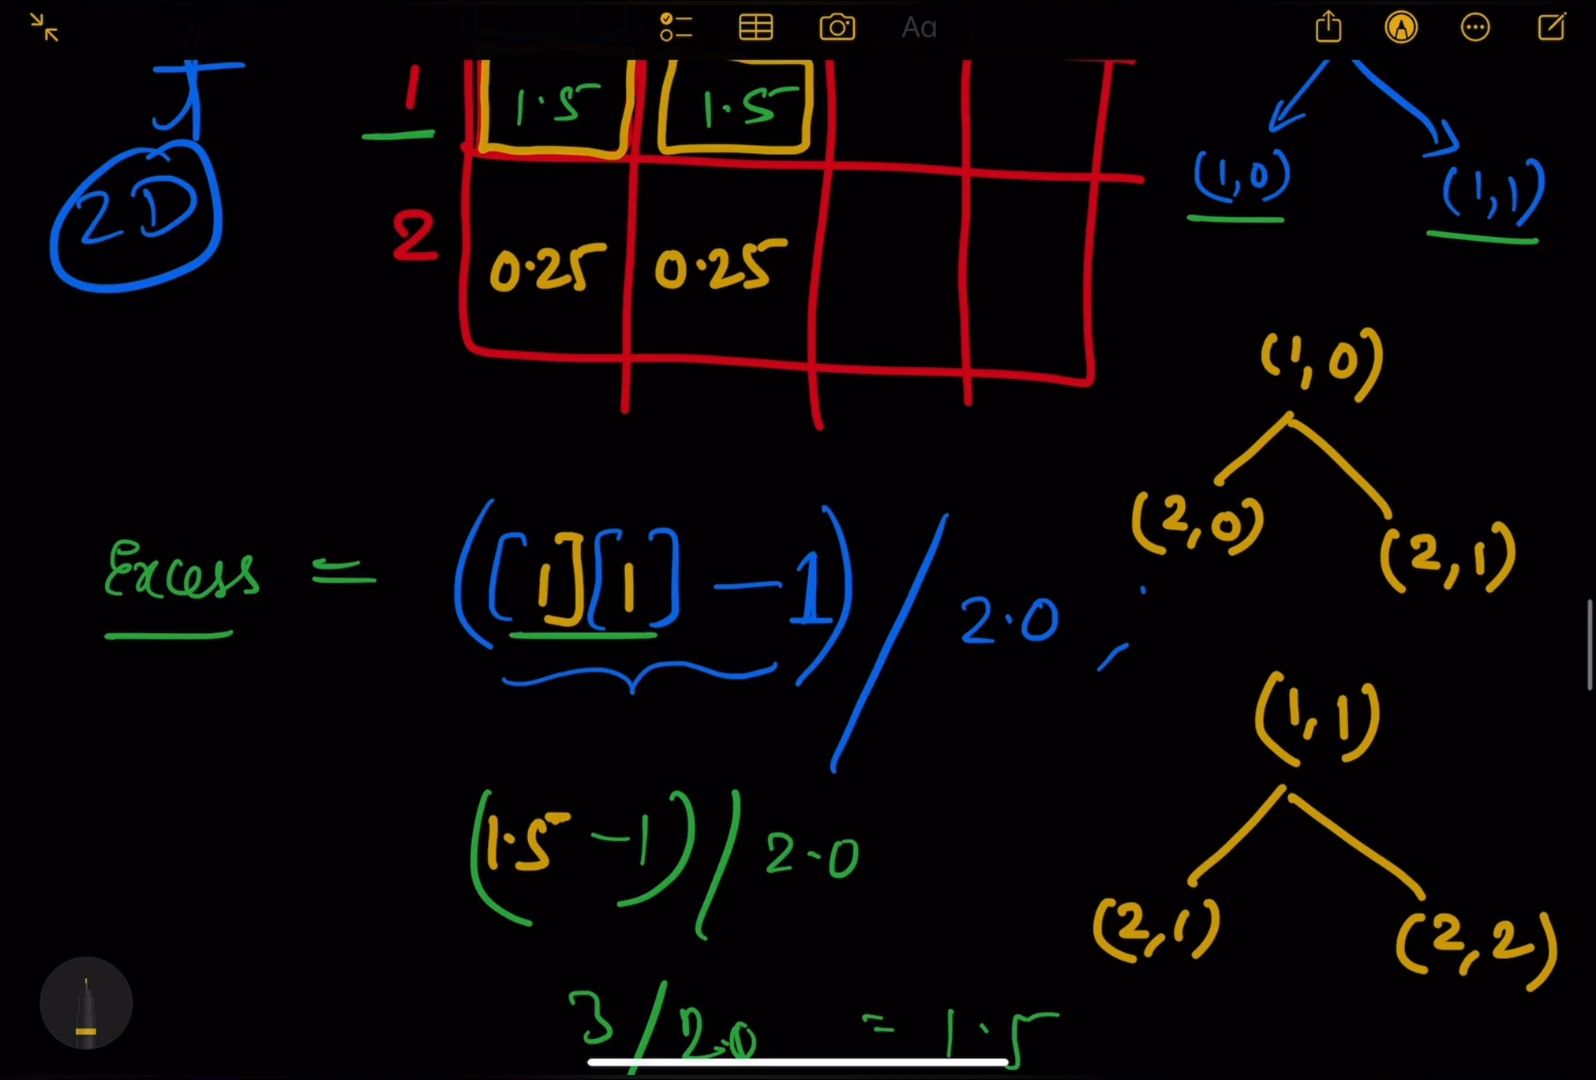 Aa
1 1.5 1.5
(1,0) (1,1)
2D
2 0.25 0.25
(1,0)
(2,0) (2,1)
Excess = ([1][1] - 1) / 2.0 ;
(1,1)
(1.5 - 1) / 2.0
(2,1) (2,2)
3 / 2.0 = 1.5